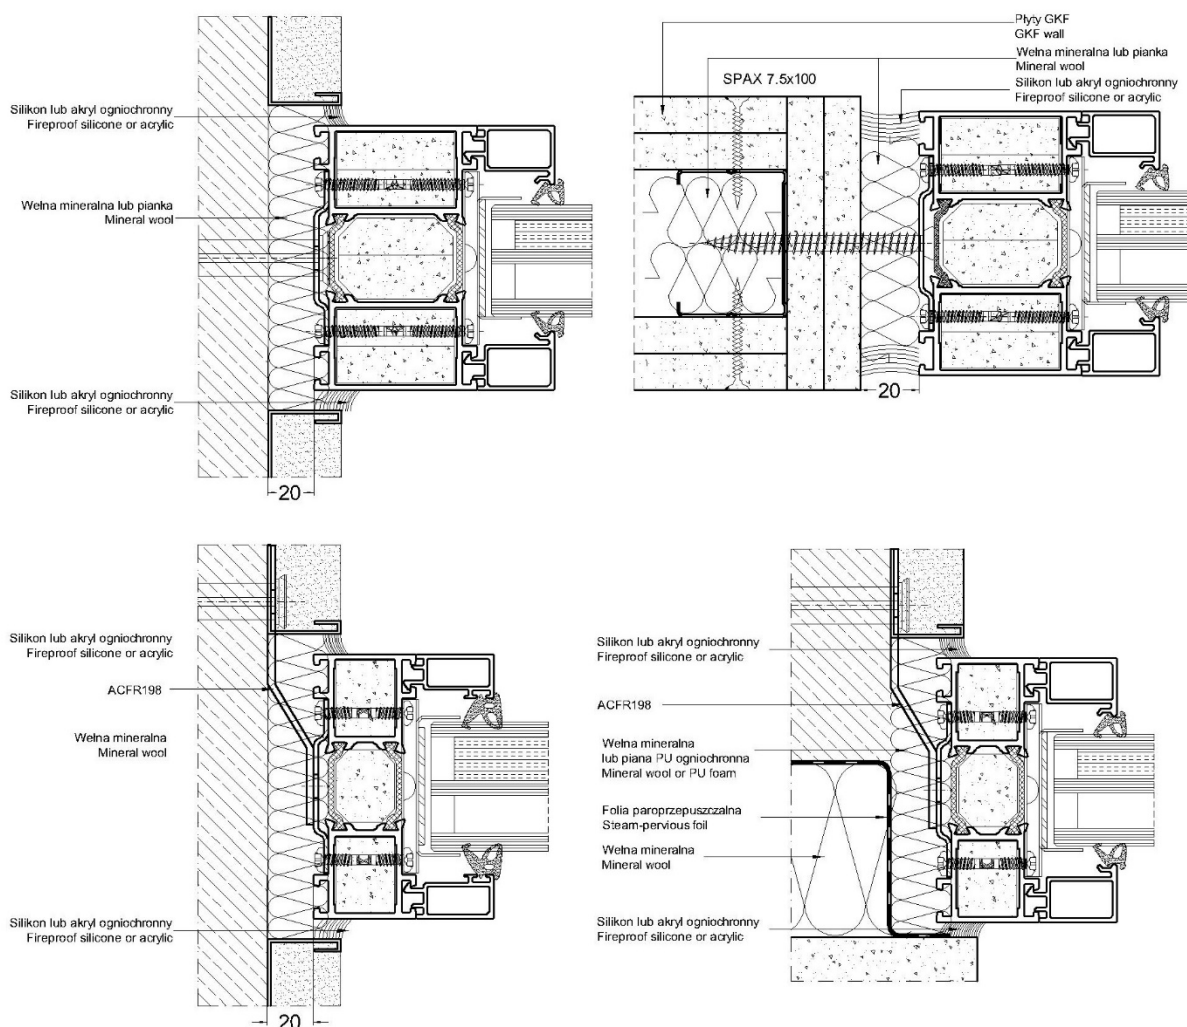 Silikon lub akryl ogniochronny
Fireproof silicone or acrylic
Wełna mineralna lub pianka
Mineral wool
Silikon lub akryl ogniochronny
Fireproof silicone or acrylic
20
Płyty GKF
GKF wall
Wełna mineralna lub pianka
Mineral wool
SPAX 7.5x100
Silikon lub akryl ogniochronny
Fireproof silicone or acrylic
20
Silikon lub akryl ogniochronny
Fireproof silicone or acrylic
ACFR198
Wełna mineralna
Mineral wool
Silikon lub akryl ogniochronny
Fireproof silicone or acrylic
20
Silikon lub akryl ogniochronny
Fireproof silicone or acrylic
ACFR198
Wełna mineralna
lub piana PU ogniochronna
Mineral wool or PU foam
Folia paroprzepuszczalna
Steam-pervious foil
Wełna mineralna
Mineral wool
Silikon lub akryl ogniochronny
Fireproof silicone or acrylic